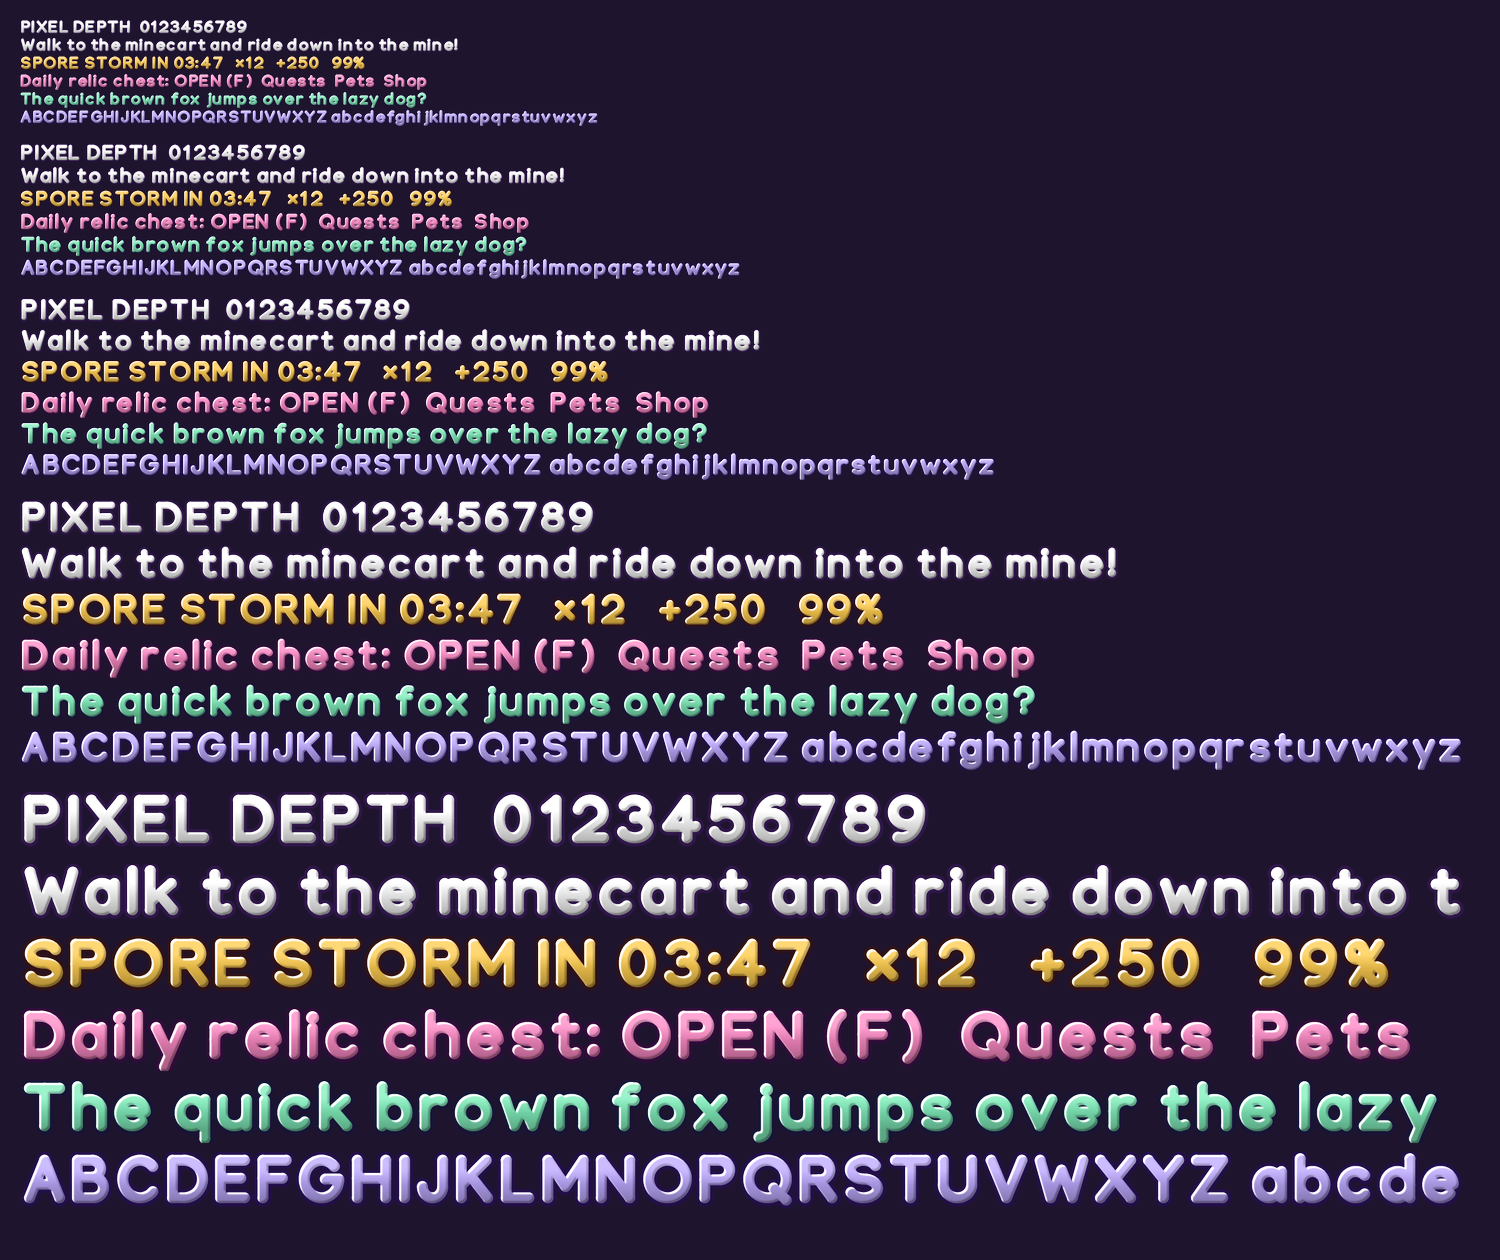 PIXEL DEPTH  0123456789
Walk to the minecart and ride down into the mine!
SPORE STORM IN 03:47   ×12   +250   99%
Daily relic chest: OPEN (F)  Quests  Pets  Shop
The quick brown fox jumps over the lazy dog?
ABCDEFGHIJKLMNOPQRSTUVWXYZ abcdefghijklmnopqrstuvwxyz
PIXEL DEPTH  0123456789
Walk to the minecart and ride down into the mine!
SPORE STORM IN 03:47   ×12   +250   99%
Daily relic chest: OPEN (F)  Quests  Pets  Shop
The quick brown fox jumps over the lazy dog?
ABCDEFGHIJKLMNOPQRSTUVWXYZ abcdefghijklmnopqrstuvwxyz
PIXEL DEPTH  0123456789
Walk to the minecart and ride down into the mine!
SPORE STORM IN 03:47   ×12   +250   99%
Daily relic chest: OPEN (F)  Quests  Pets  Shop
The quick brown fox jumps over the lazy dog?
ABCDEFGHIJKLMNOPQRSTUVWXYZ abcdefghijklmnopqrstuvwxyz
PIXEL DEPTH  0123456789
Walk to the minecart and ride down into the mine!
SPORE STORM IN 03:47   ×12   +250   99%
Daily relic chest: OPEN (F)  Quests  Pets  Shop
The quick brown fox jumps over the lazy dog?
ABCDEFGHIJKLMNOPQRSTUVWXYZ abcdefghijklmnopqrstuvwxyz
PIXEL DEPTH  0123456789
Walk to the minecart and ride down into t
SPORE STORM IN 03:47   ×12   +250   99%
Daily relic chest: OPEN (F)  Quests  Pets
The quick brown fox jumps over the lazy
ABCDEFGHIJKLMNOPQRSTUVWXYZ abcde